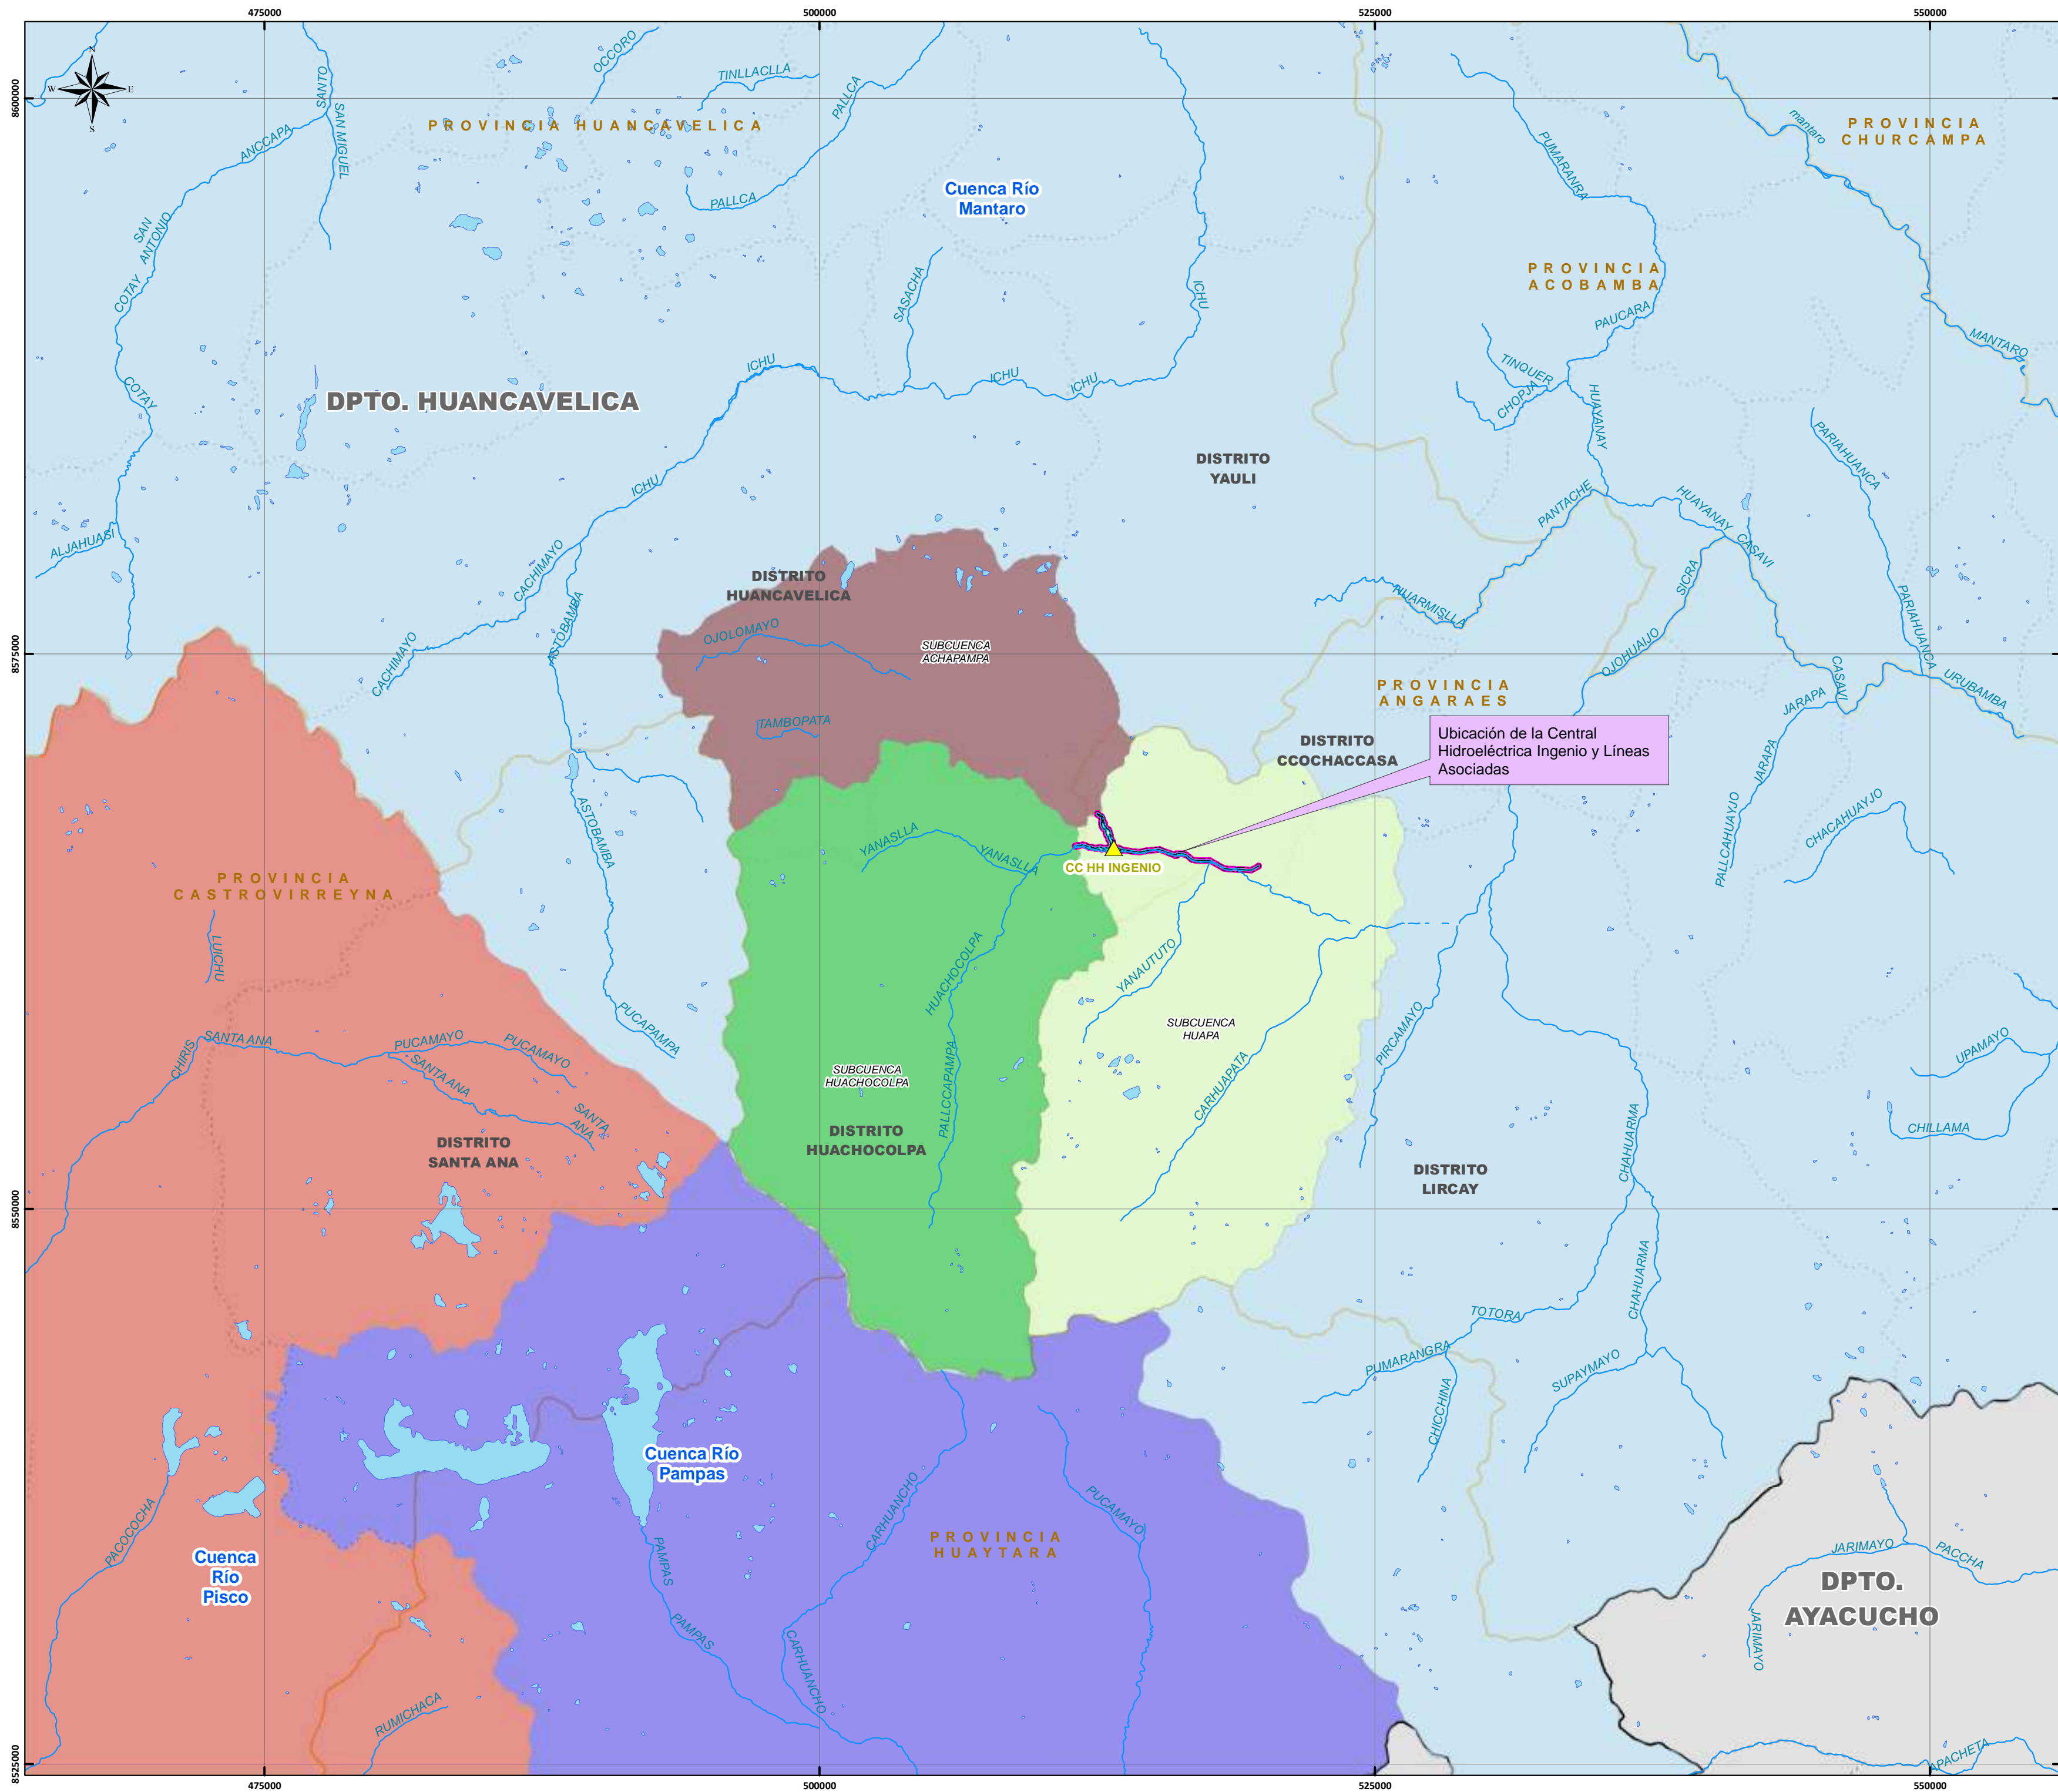 475000
500000
525000
550000
8600000
8575000
8550000
8525000
N
W
E
S
OCCORO
TINLLACLLA
PALLCA
SANTO
SAN MIGUEL
ANCCAPA
PROVINCIA HUANCAVELICA
PUMARANRA
mantaro
PROVINCIA
CHURCAMPA
PALLCA
Cuenca Río
Mantaro
SAN
ANTONIO
COTAY
SASACHA
ICHU
PROVINCIA
ACOBAMBA
PAUCARA
MANTARO
COTAY
ICHU
ICHU
ICHU
TINQUER
CHOPJA
HUAYANAY
DPTO. HUANCAVELICA
PARIAHUANCA
DISTRITO
YAULI
ICHU
PANTACHE
HUAYANAY
CASAVI
ALJAHUASI
CACHIMAYO
ASTOBAMBA
DISTRITO
HUANCAVELICA
HUARMISLLA
SICRA
PARIAHUANCA
OJOLOMAYO
SUBCUENCA
ACHAPAMPA
OJOHUAIJO
CACHIMAYO
CASAVI
PROVINCIA
ANGARAES
JARAPA
URUBAMBA
TAMBOPATA
DISTRITO
CCOCHACCASA
Ubicación de la Central
Hidroeléctrica Ingenio y Líneas
Asociadas
JARAPA
ASTOBAMBA
YANASLLA
YANASLLA
CC HH INGENIO
PALLCAHUAYJO
CHACAHUAYJO
PROVINCIA
CASTROVIRREYNA
LUICHU
HUACHOCOLPA
YANAUTUTO
PUCAPAMPA
SUBCUENCA
HUAPA
PIRCAMAYO
CHIRIS
SANTA ANA
PUCAMAYO
PUCAMAYO
SANTA ANA
UPAMAYO
SUBCUENCA
HUACHOCOLPA
PALLCCAPAMPA
CARHUAPATA
SANTA
ANA
CHILLAMA
DISTRITO
SANTA ANA
DISTRITO
HUACHOCOLPA
CHAHUARMA
DISTRITO
LIRCAY
CHAHUARMA
TOTORA
PUMARANGRA
SUPAYMAYO
CHICCHINA
Cuenca Río
Pampas
PACOCOCHA
CARHUANCHO
PUCAMAYO
PROVINCIA
HUAYTARA
Cuenca
Río
Pisco
PAMPAS
JARIMAYO
PACCHA
DPTO.
AYACUCHO
PAMPAS
CARHUANCHO
JARIMAYO
RUMICHACA
APACHETA
475000
500000
525000
550000